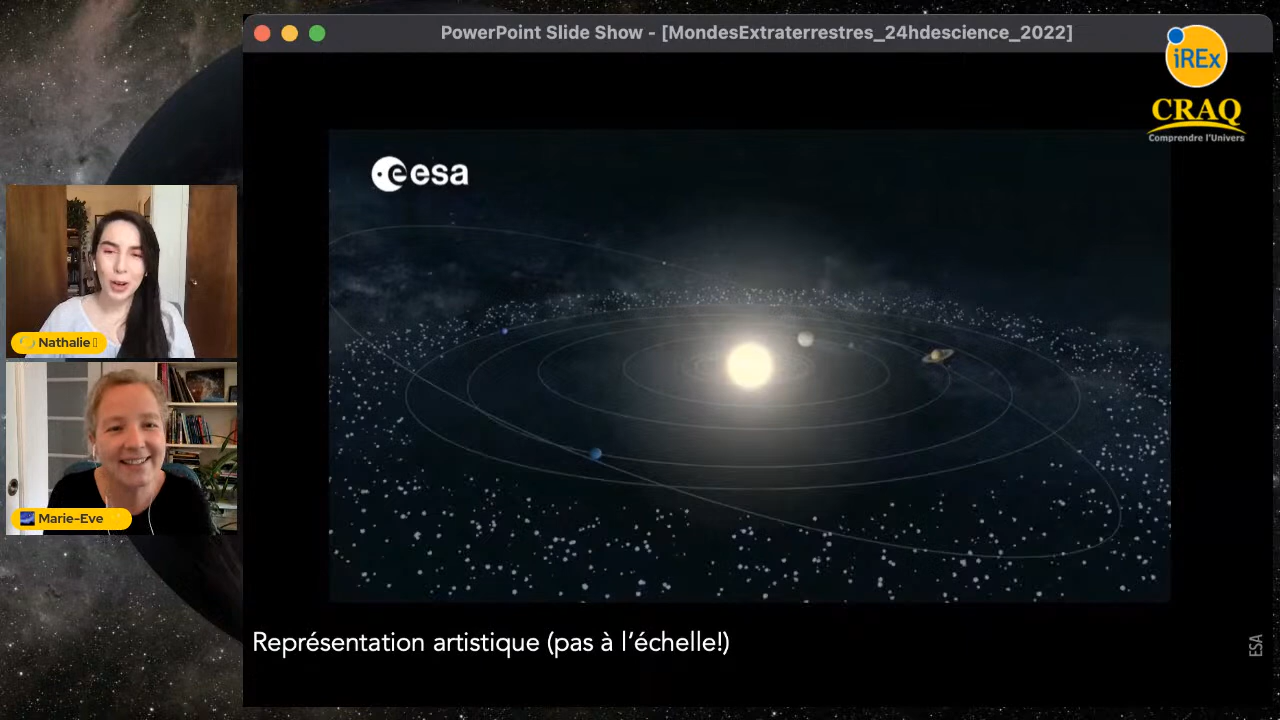 PowerPoint Slide Show - [MondesExtraterrestres_24hdescience_2022]
iREx
CRAQ
Comprendre l'Univers
esa
Nathalie
Marie-Eve
Représentation artistique (pas à l'échelle!)
ESA